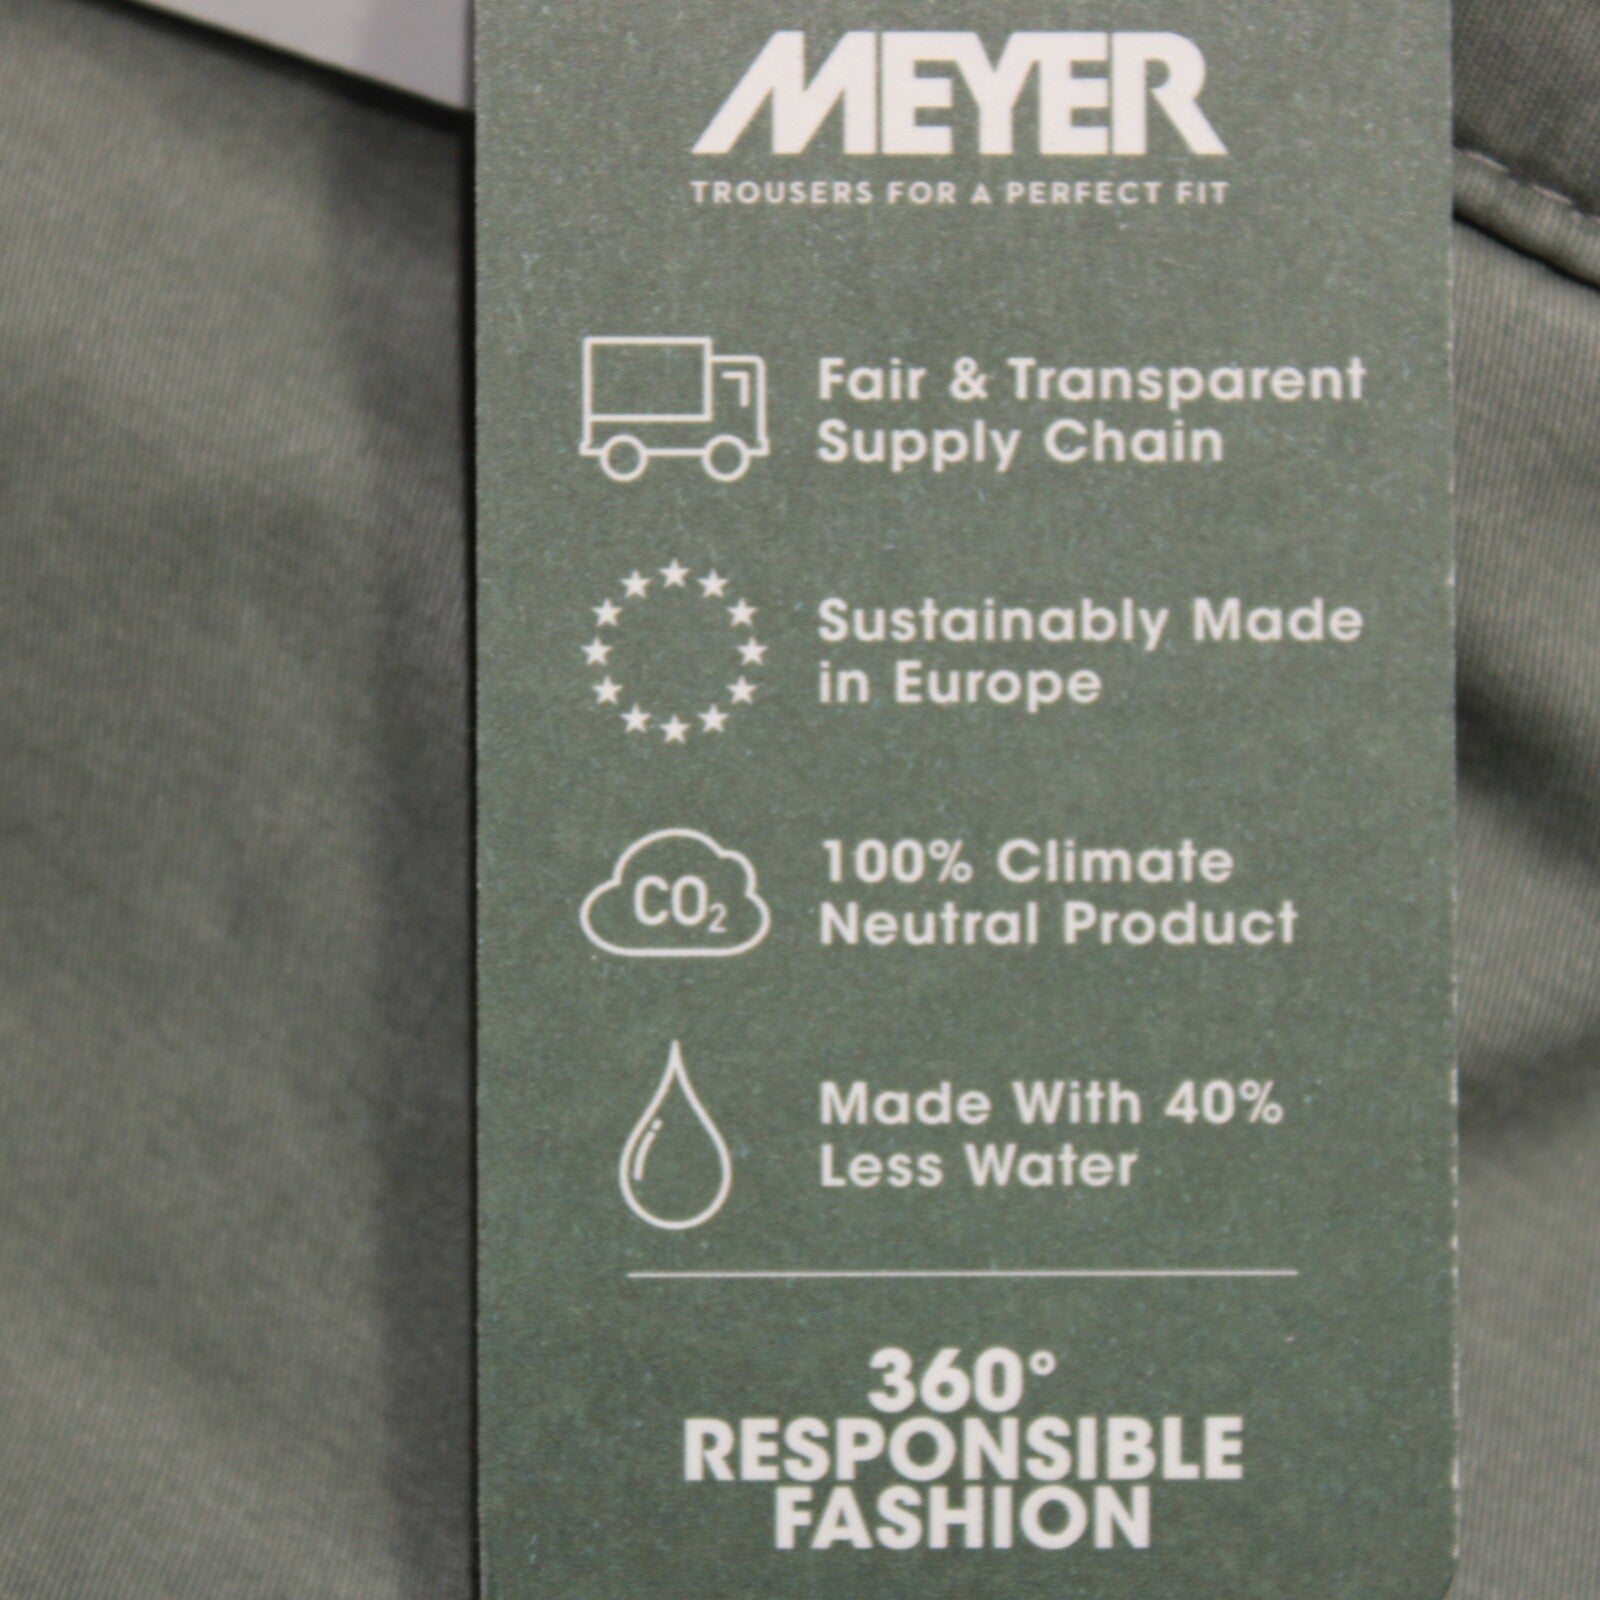 MEYER
TROUSERS FOR A PERFECT FIT
Fair & Transparent
Supply Chain
Sustainably Made
in Europe
CO₂
100% Climate
Neutral Product
Made With 40%
Less Water
360°
RESPONSIBLE
FASHION